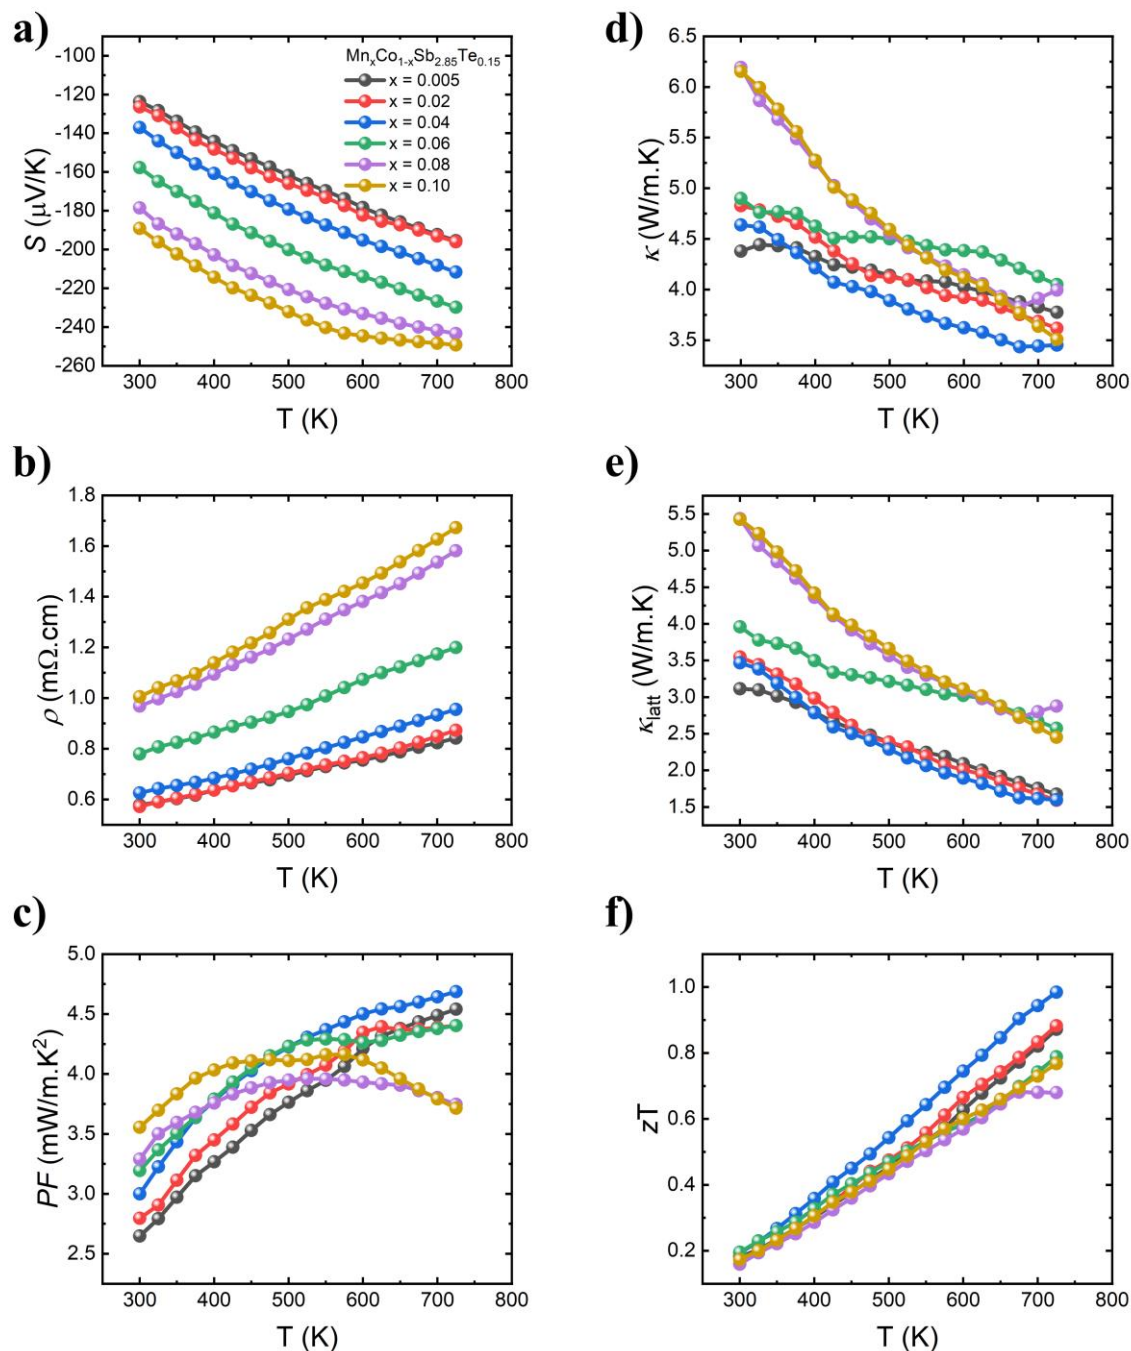 a)
-100
-120
-140
-160
-180
-200
-220
-240
-260
S (μV/K)
MnₓCo₁₋ₓSb₂.₈₅Te₀.₁₅
x = 0.005
x = 0.02
x = 0.04
x = 0.06
x = 0.08
x = 0.10
300 400 500 600 700 800
T (K)
b)
1.8
1.6
1.4
1.2
1.0
0.8
0.6
ρ (mΩ.cm)
300 400 500 600 700 800
T (K)
c)
5.0
4.5
4.0
3.5
3.0
2.5
PF (mW/m.K²)
300 400 500 600 700 800
T (K)
d)
6.5
6.0
5.5
5.0
4.5
4.0
3.5
κ (W/m.K)
300 400 500 600 700 800
T (K)
e)
5.5
5.0
4.5
4.0
3.5
3.0
2.5
2.0
1.5
κlatt (W/m.K)
300 400 500 600 700 800
T (K)
f)
1.0
0.8
0.6
0.4
0.2
zT
300 400 500 600 700 800
T (K)